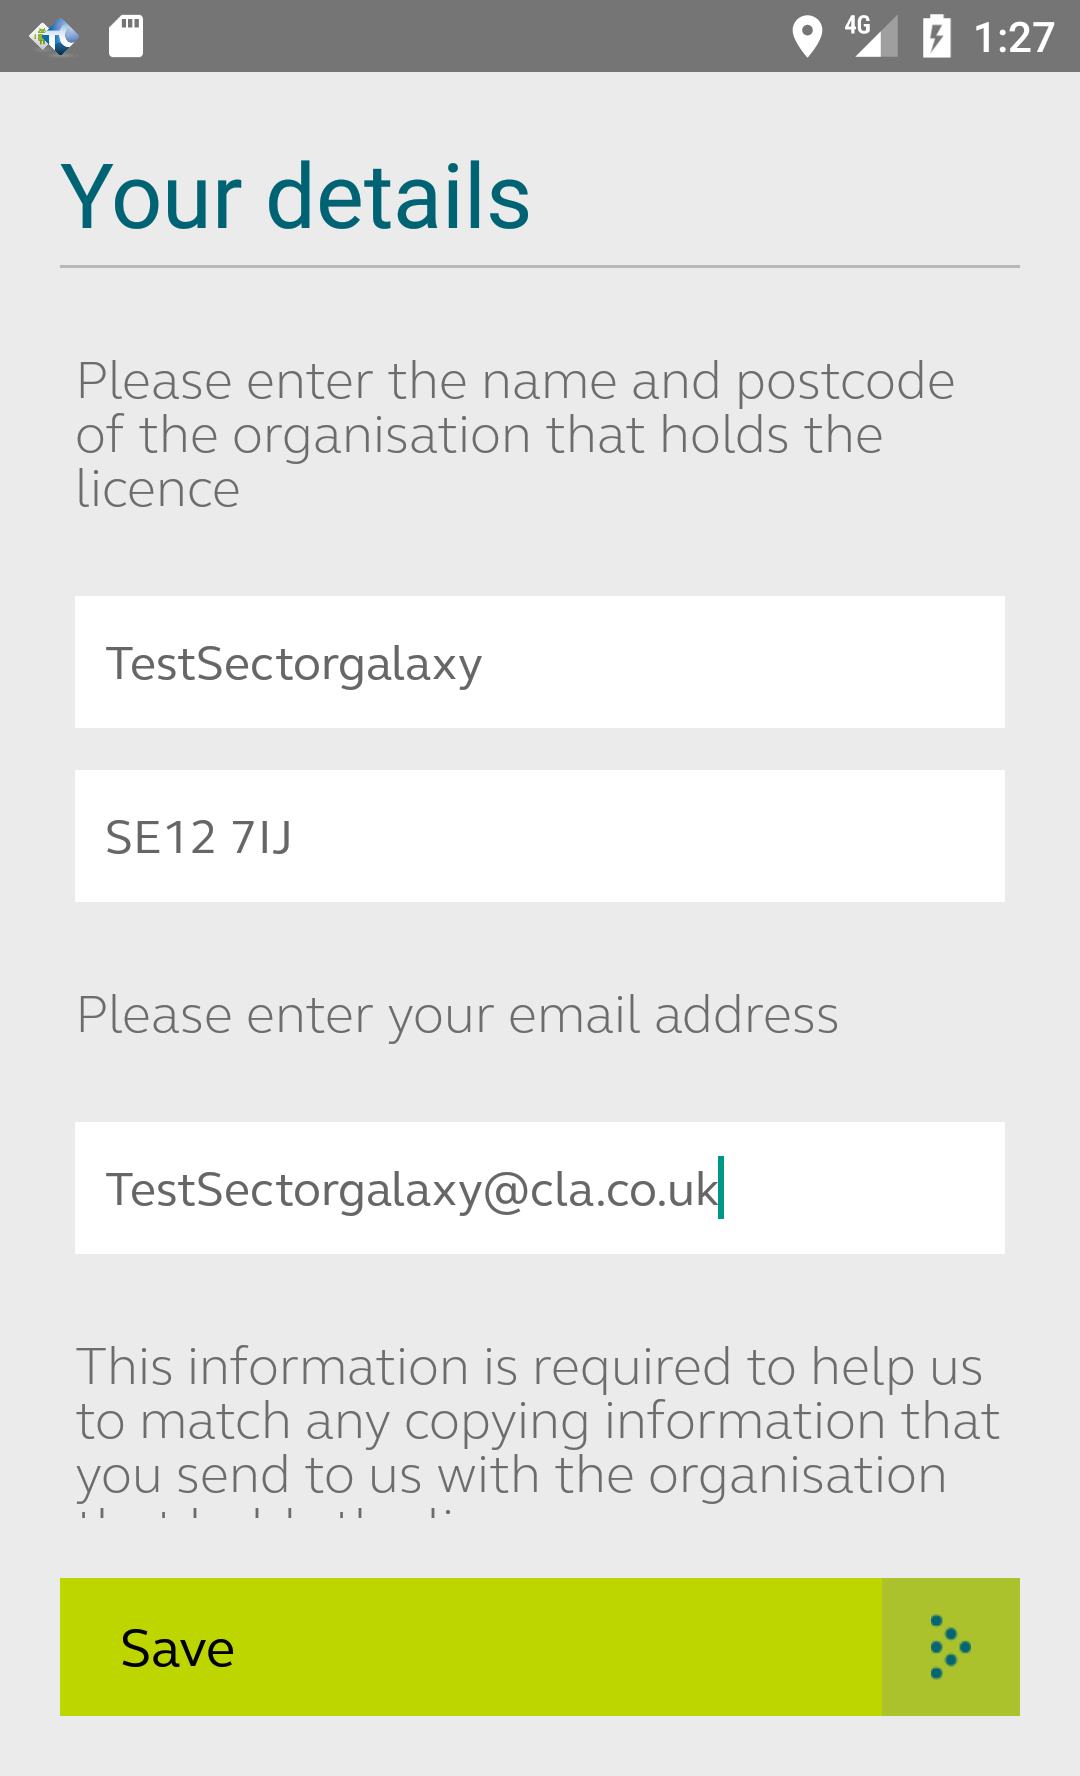 4G 1:27
Your details
Please enter the name and postcode
of the organisation that holds the
licence
TestSectorgalaxy
SE12 7IJ
Please enter your email address
TestSectorgalaxy@cla.co.uk
This information is required to help us
to match any copying information that
you send to us with the organisation
Save